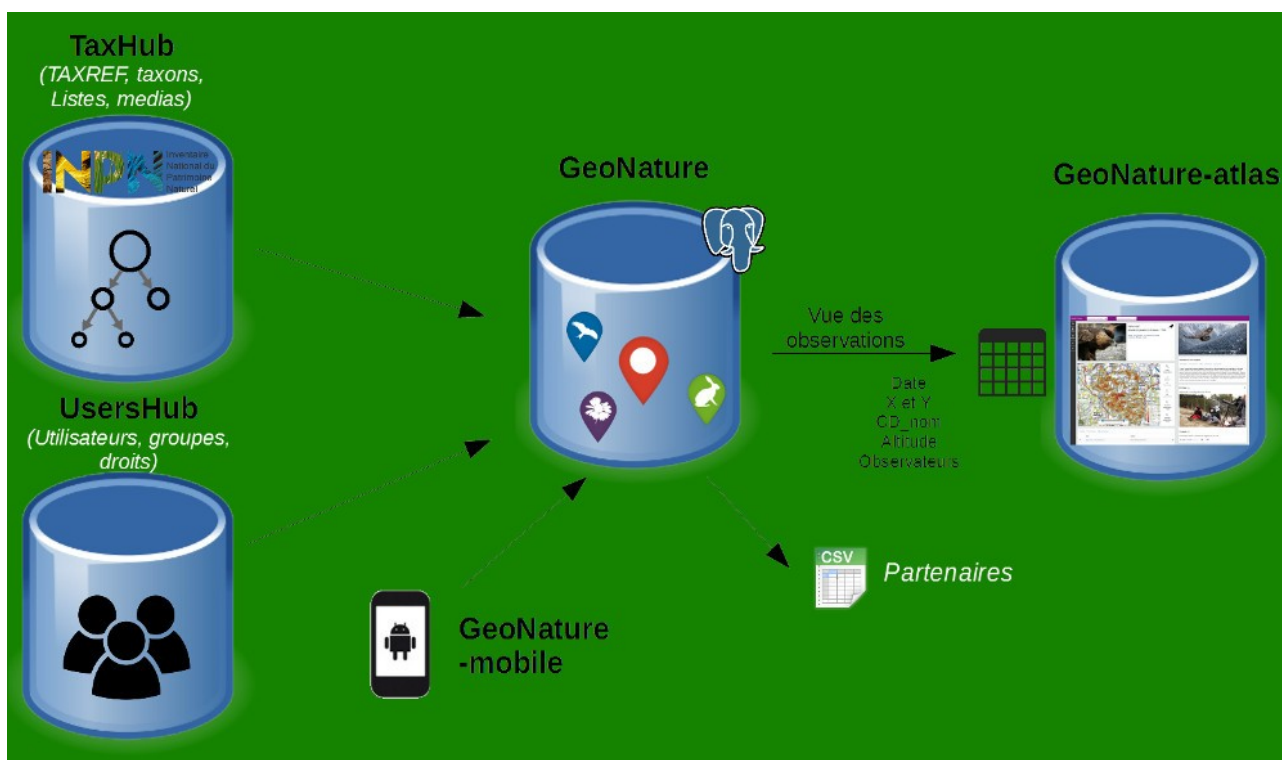 TaxHub
(TAXREF, taxons,
Listes, medias)
INPN
Inventaire
National du
Patrimoine
Naturel
UsersHub
(Utilisateurs, groupes,
droits)
GeoNature
GeoNature
-mobile
Vue des
observations
Date
X et Y
CD_nom
Altitude
Observateurs
CSV
Partenaires
GeoNature-atlas